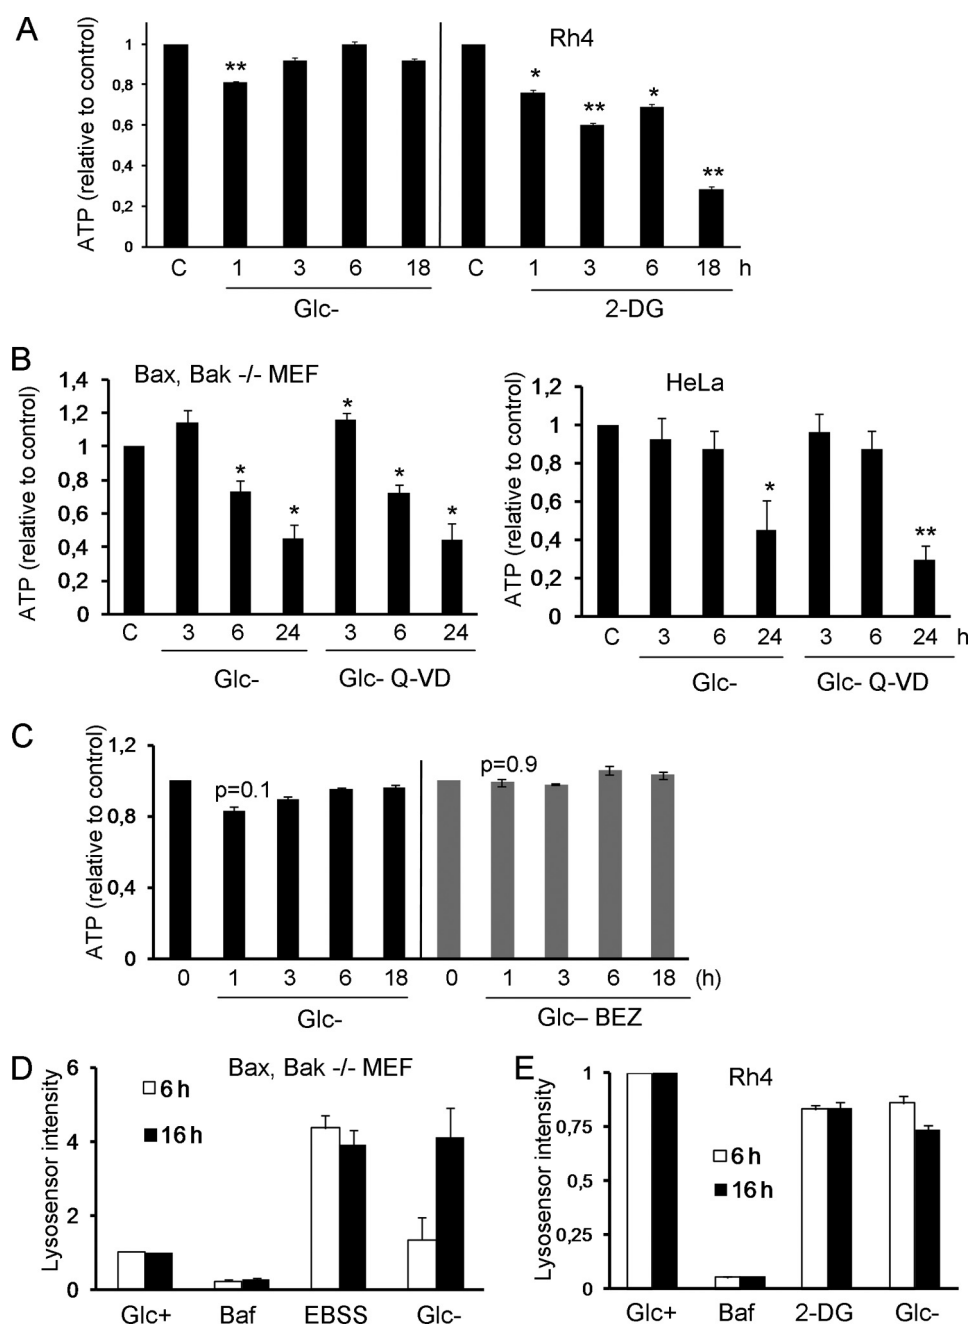 A
ATP (relative to control)
1
0,8
0,6
0,4
0,2
0
**
Rh4
*
**
*
**
C 1 3 6 18 C 1 3 6 18 h
Glc- 2-DG
B
Bax, Bak -/- MEF
ATP (relative to control)
1,4
1,2
1
0,8
0,6
0,4
0,2
0
*
*
*
*
*
C 3 6 24 3 6 24
Glc- Glc- Q-VD
HeLa
ATP (relative to control)
1,2
1
0,8
0,6
0,4
0,2
0
*
**
C 3 6 24 3 6 24 h
Glc- Glc- Q-VD
C
ATP (relative to control)
1,2
0,8
0,4
0
p=0.1
p=0.9
0 1 3 6 18 0 1 3 6 18 (h)
Glc- Glc– BEZ
D
Bax, Bak -/- MEF
Lysosensor intensity
6
4
2
0
6 h
16 h
Glc+ Baf EBSS Glc-
E
Rh4
Lysosensor intensity
1
0,75
0,5
0,25
0
6 h
16 h
Glc+ Baf 2-DG Glc-